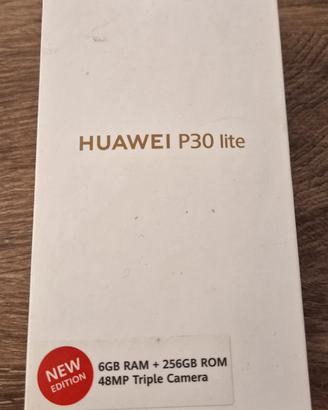 HUAWEI P30 lite
NEW
EDITION
6GB RAM + 256GB ROM
48MP Triple Camera